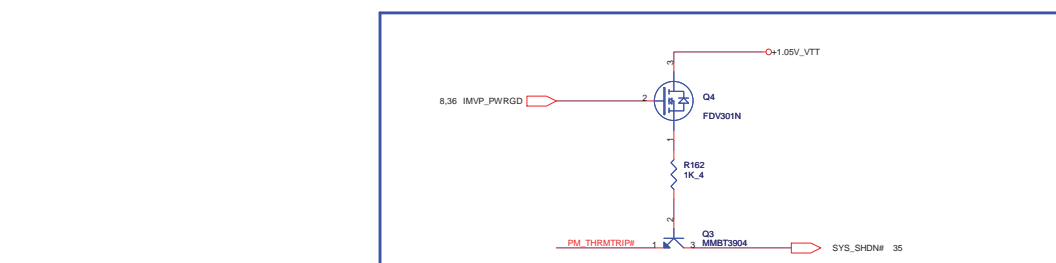 +1.05V_VTT
3
8,36 IMVP_PWRGD
2
Q4
FDV301N
1
R162
1K_4
2
Q3
MMBT3904
PM_THRMTRIP#
1
3
SYS_SHDN# 35